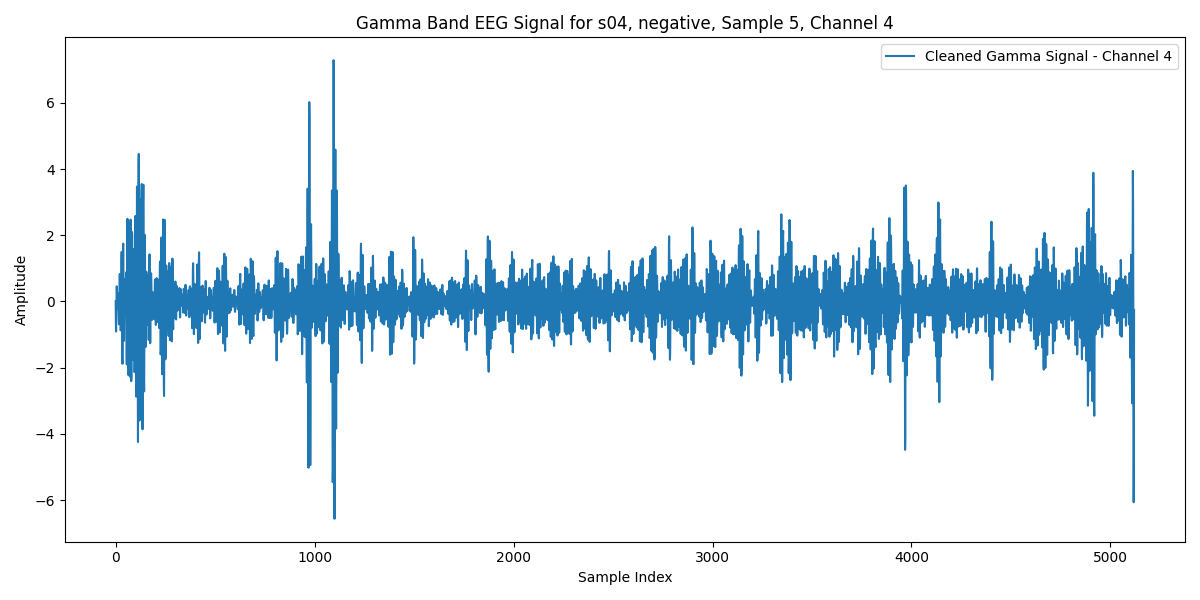 Gamma Band EEG Signal for s04, negative, Sample 5, Channel 4
Cleaned Gamma Signal - Channel 4
Amplitude
6
4
2
0
−2
−4
−6
0 1000 2000 3000 4000 5000
Sample Index